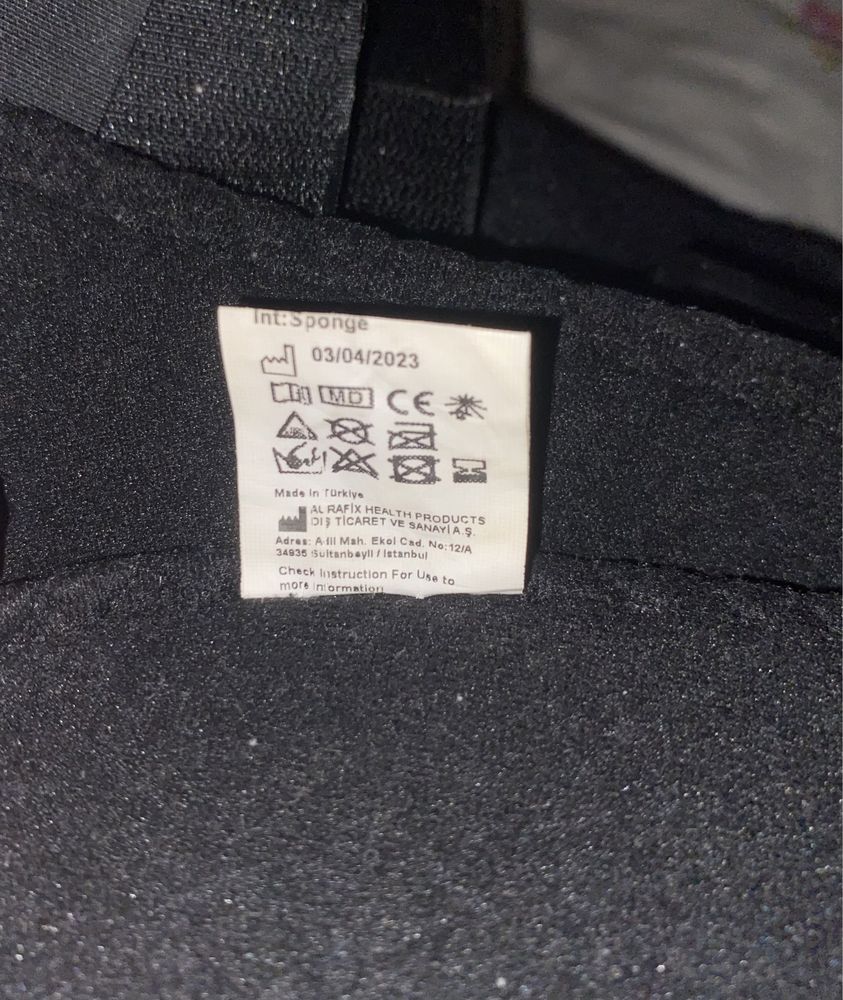 Int:Sponge
03/04/2023
MD CE
Made in Türkiye
AL RAFİX HEALTH PRODUCTS
DIŞ TİCARET VE SANAYİ A.Ş.
Adres: Mah. Ekol Cad. No:12/A
34935 Sultanbeyli / İstanbul
Check Instruction For Use to
more information